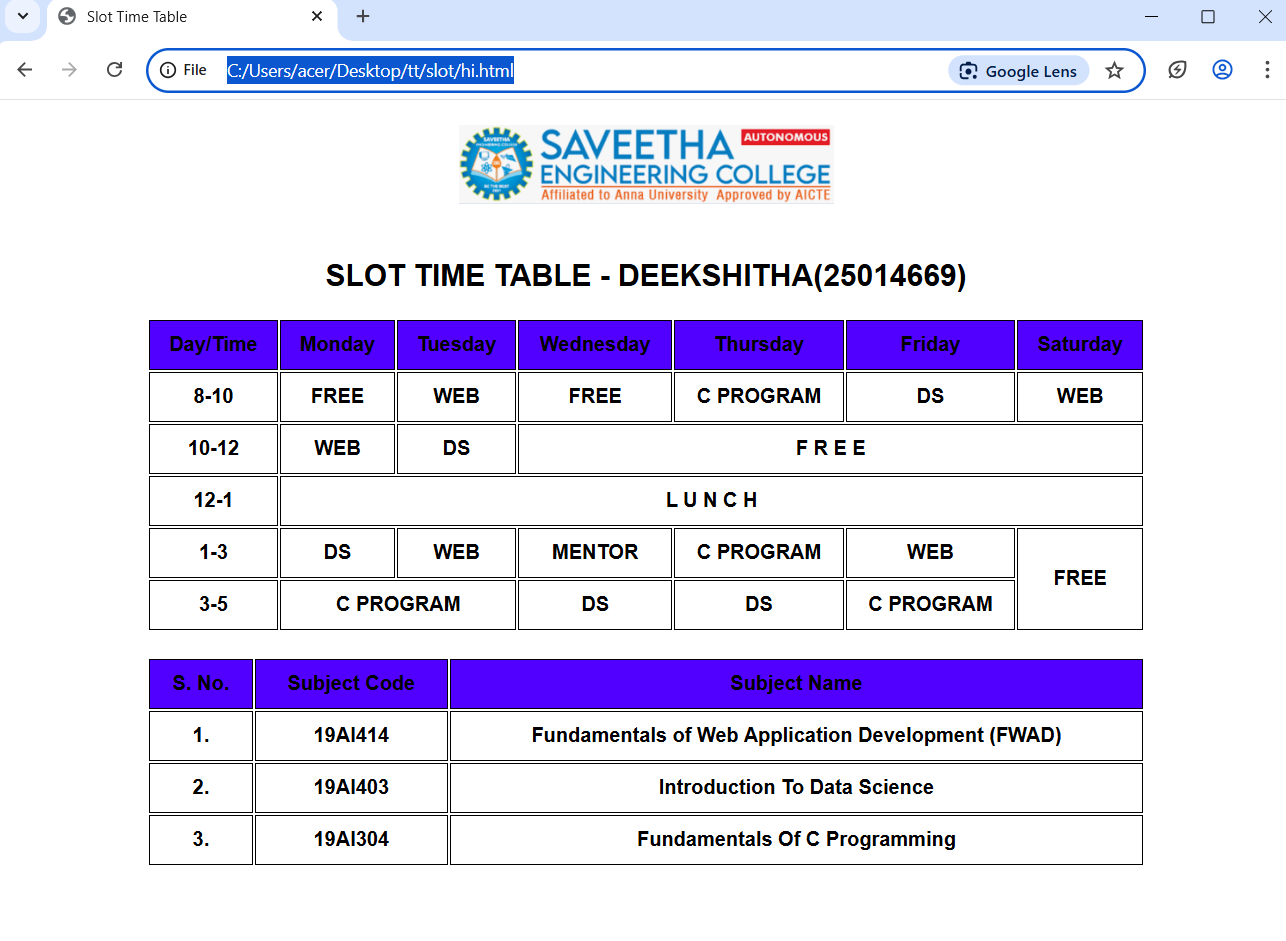 Slot Time Table
File C:/Users/acer/Desktop/tt/slot/hi.html Google Lens
SAVEETHA AUTONOMOUS
ENGINEERING COLLEGE
Affiliated to Anna University Approved by AICTE
SLOT TIME TABLE - DEEKSHITHA(25014669)
Day/Time Monday Tuesday Wednesday Thursday Friday Saturday
8-10 FREE WEB FREE C PROGRAM DS WEB
10-12 WEB DS F R E E
12-1 L U N C H
1-3 DS WEB MENTOR C PROGRAM WEB FREE
3-5 C PROGRAM DS DS C PROGRAM
S. No. Subject Code Subject Name
1. 19AI414 Fundamentals of Web Application Development (FWAD)
2. 19AI403 Introduction To Data Science
3. 19AI304 Fundamentals Of C Programming